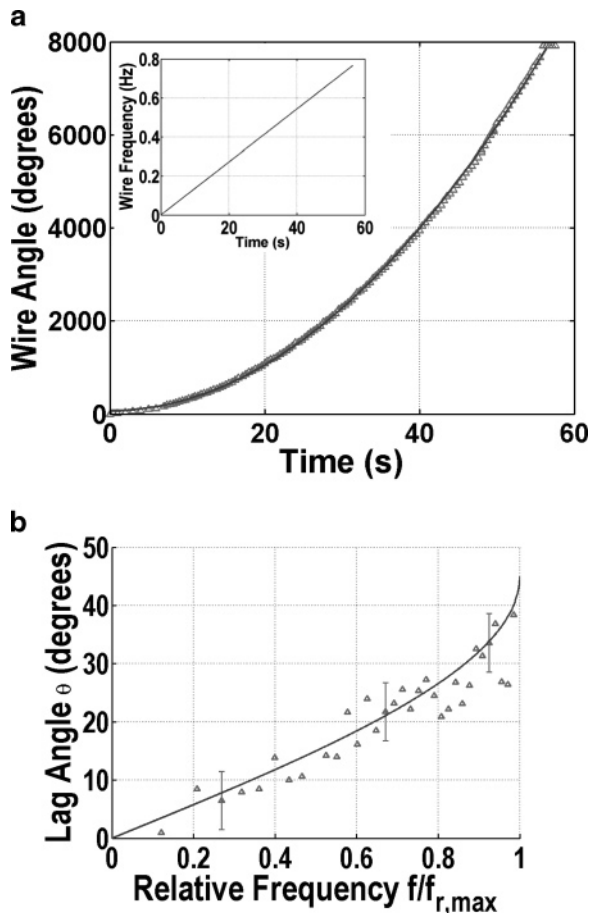 a
8000
6000
4000
2000
0
Wire Angle (degrees)
0.8
0.6
0.4
0.2
0
Wire Frequency (Hz)
0 20 40 60
Time (s)
0 20 40 60
Time (s)
b
50
40
30
20
10
0
Lag Angle θ (degrees)
0 0.2 0.4 0.6 0.8 1
Relative Frequency f/fr,max